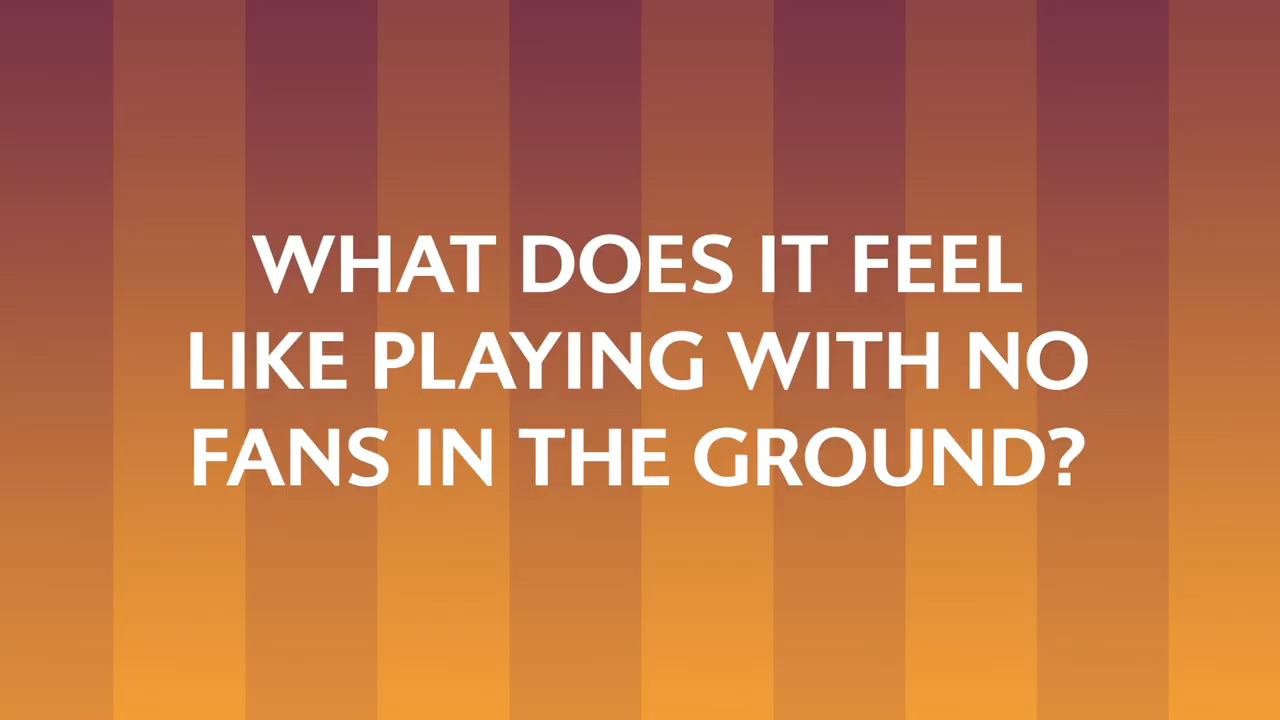 WHAT DOES IT FEEL
LIKE PLAYING WITH NO
FANS IN THE GROUND?